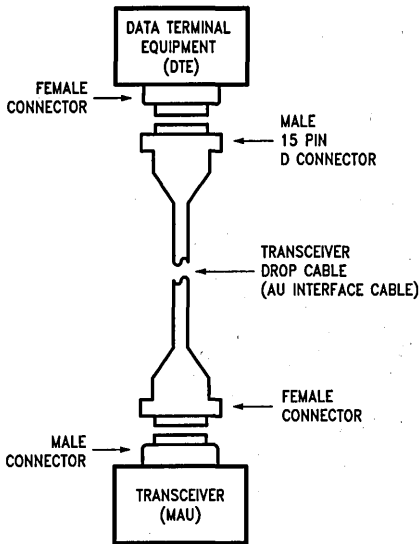 DATA TERMINAL
EQUIPMENT
(DTE)
FEMALE
CONNECTOR
MALE
15 PIN
D CONNECTOR
TRANSCEIVER
DROP CABLE
(AU INTERFACE CABLE)
FEMALE
CONNECTOR
MALE
CONNECTOR
TRANSCEIVER
(MAU)